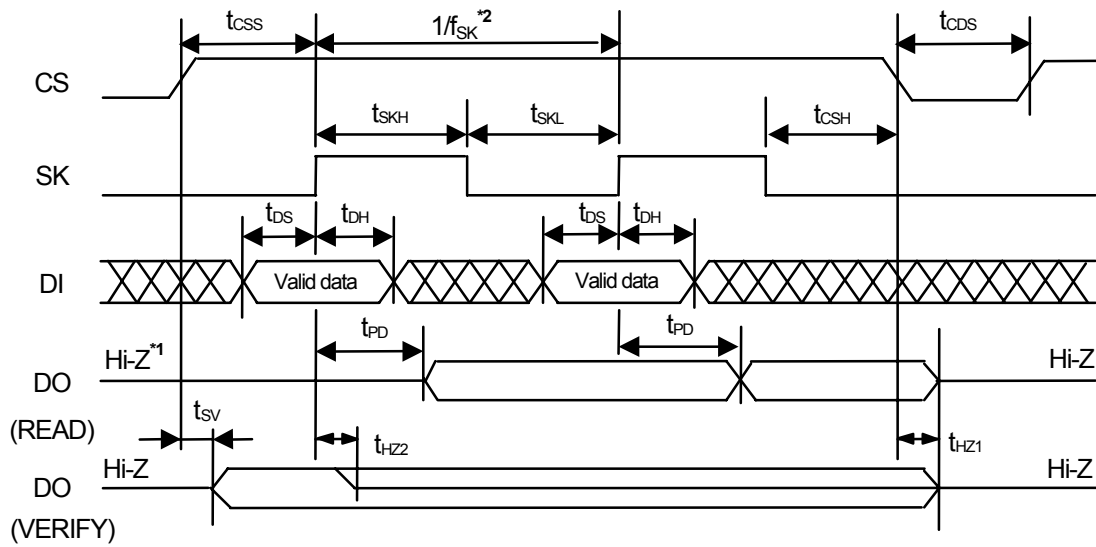 tCSS 1/fSK*2 tCDS
CS
tSKH tSKL tCSH
SK
tDS tDH tDS tDH
DI Valid data Valid data
tPD tPD
Hi-Z*1 Hi-Z
DO
(READ)
tSV tHZ2 tHZ1
Hi-Z Hi-Z
DO
(VERIFY)